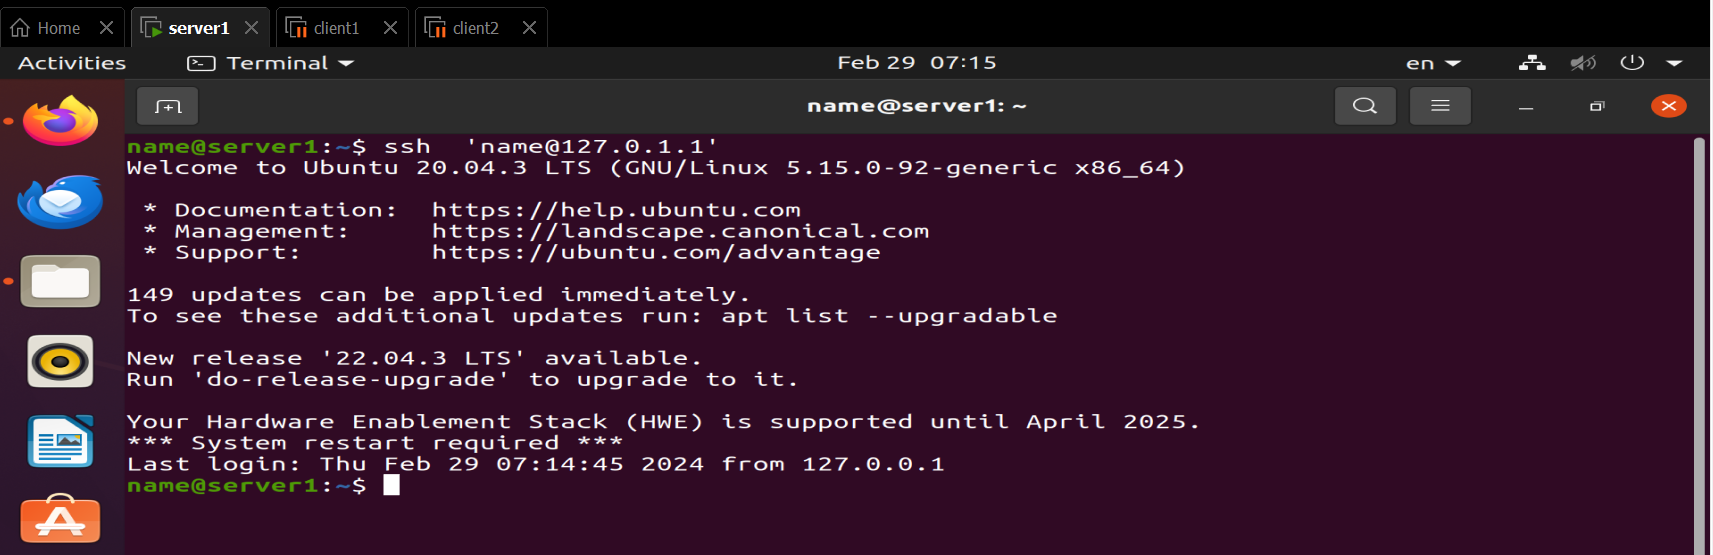 Home server1 client1 client2
Activities Terminal Feb 29 07:15 en
name@server1: ~
name@server1:~$ ssh  'name@127.0.1.1'
Welcome to Ubuntu 20.04.3 LTS (GNU/Linux 5.15.0-92-generic x86_64)
* Documentation:  https://help.ubuntu.com
* Management:     https://landscape.canonical.com
* Support:        https://ubuntu.com/advantage
149 updates can be applied immediately.
To see these additional updates run: apt list --upgradable
New release '22.04.3 LTS' available.
Run 'do-release-upgrade' to upgrade to it.
Your Hardware Enablement Stack (HWE) is supported until April 2025.
*** System restart required ***
Last login: Thu Feb 29 07:14:45 2024 from 127.0.0.1
name@server1:~$